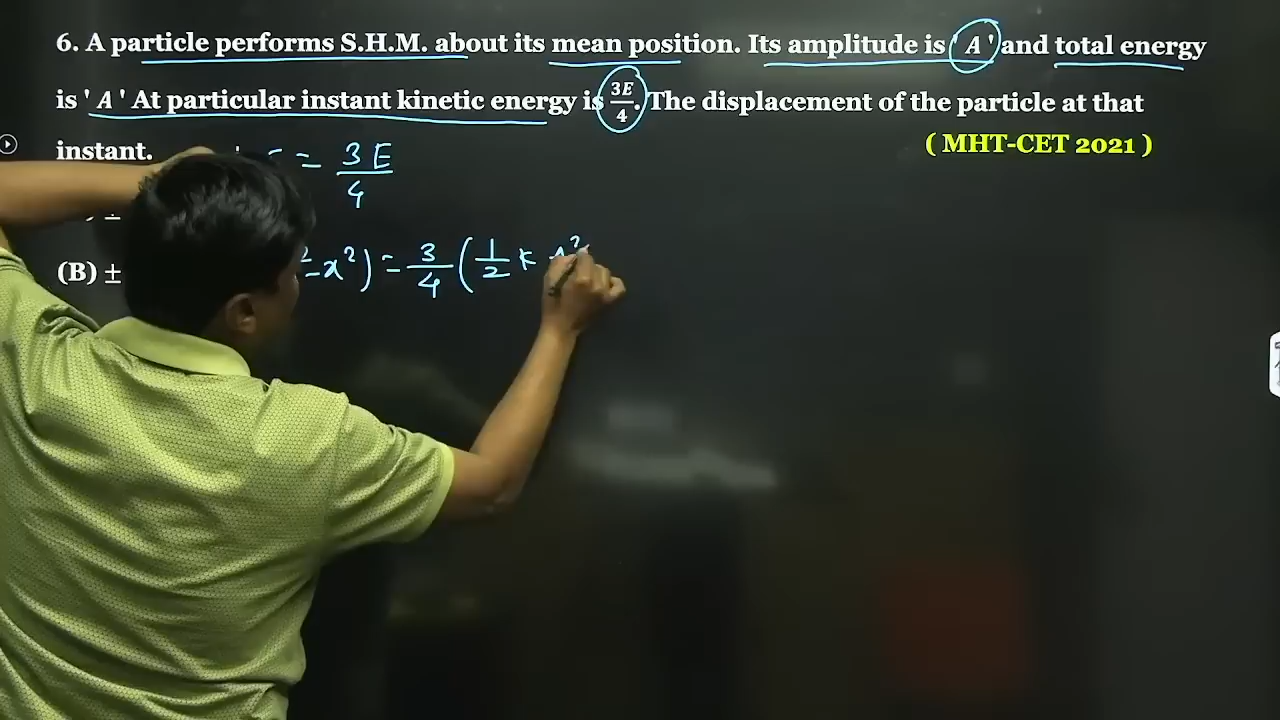 6. A particle performs S.H.M. about its mean position. Its amplitude is ' A ' and total energy
is ' A ' At particular instant kinetic energy is 3E/4. The displacement of the particle at that
instant. ( MHT-CET 2021 )
= 3E/4
±
(B) ± ² − x²) = 3/4 (1/2 k A²